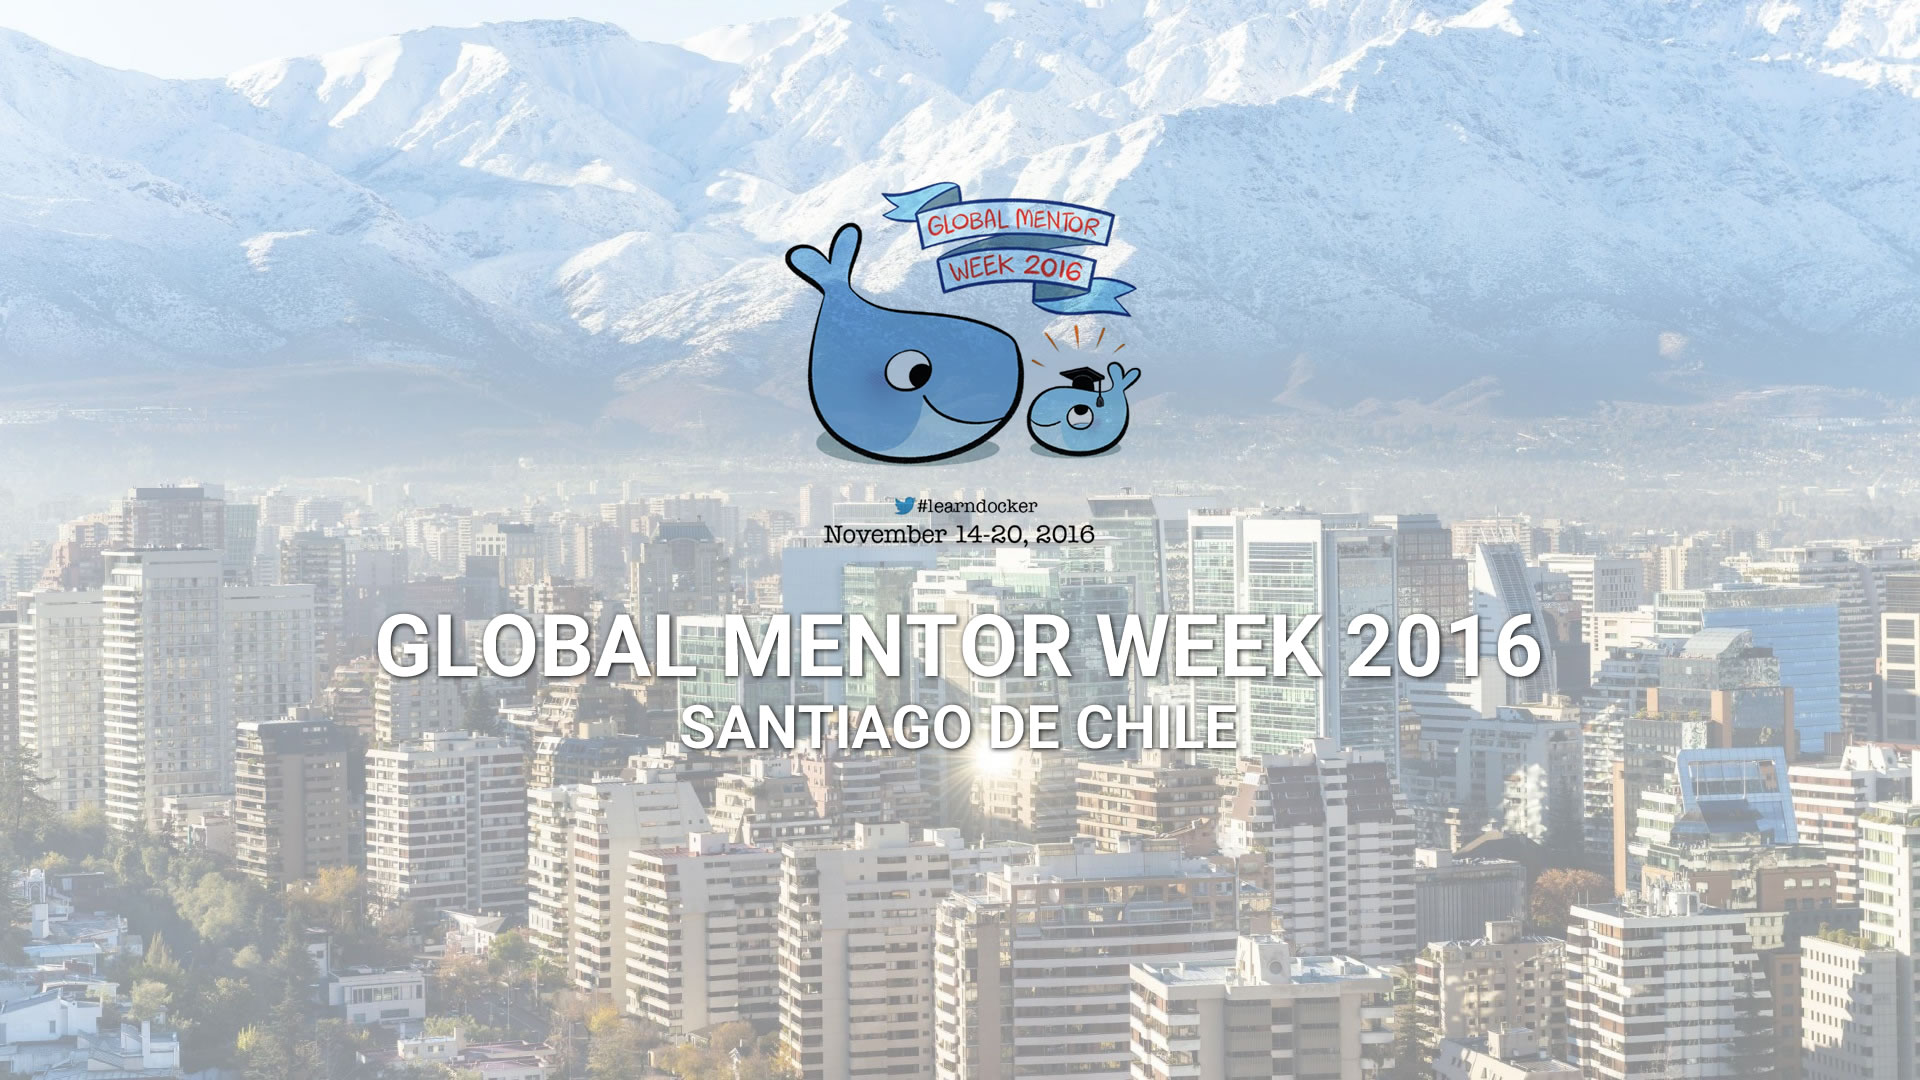 GLOBAL MENTOR
WEEK 2016
#learndocker
November 14-20, 2016
GLOBAL MENTOR WEEK 2016
SANTIAGO DE CHILE